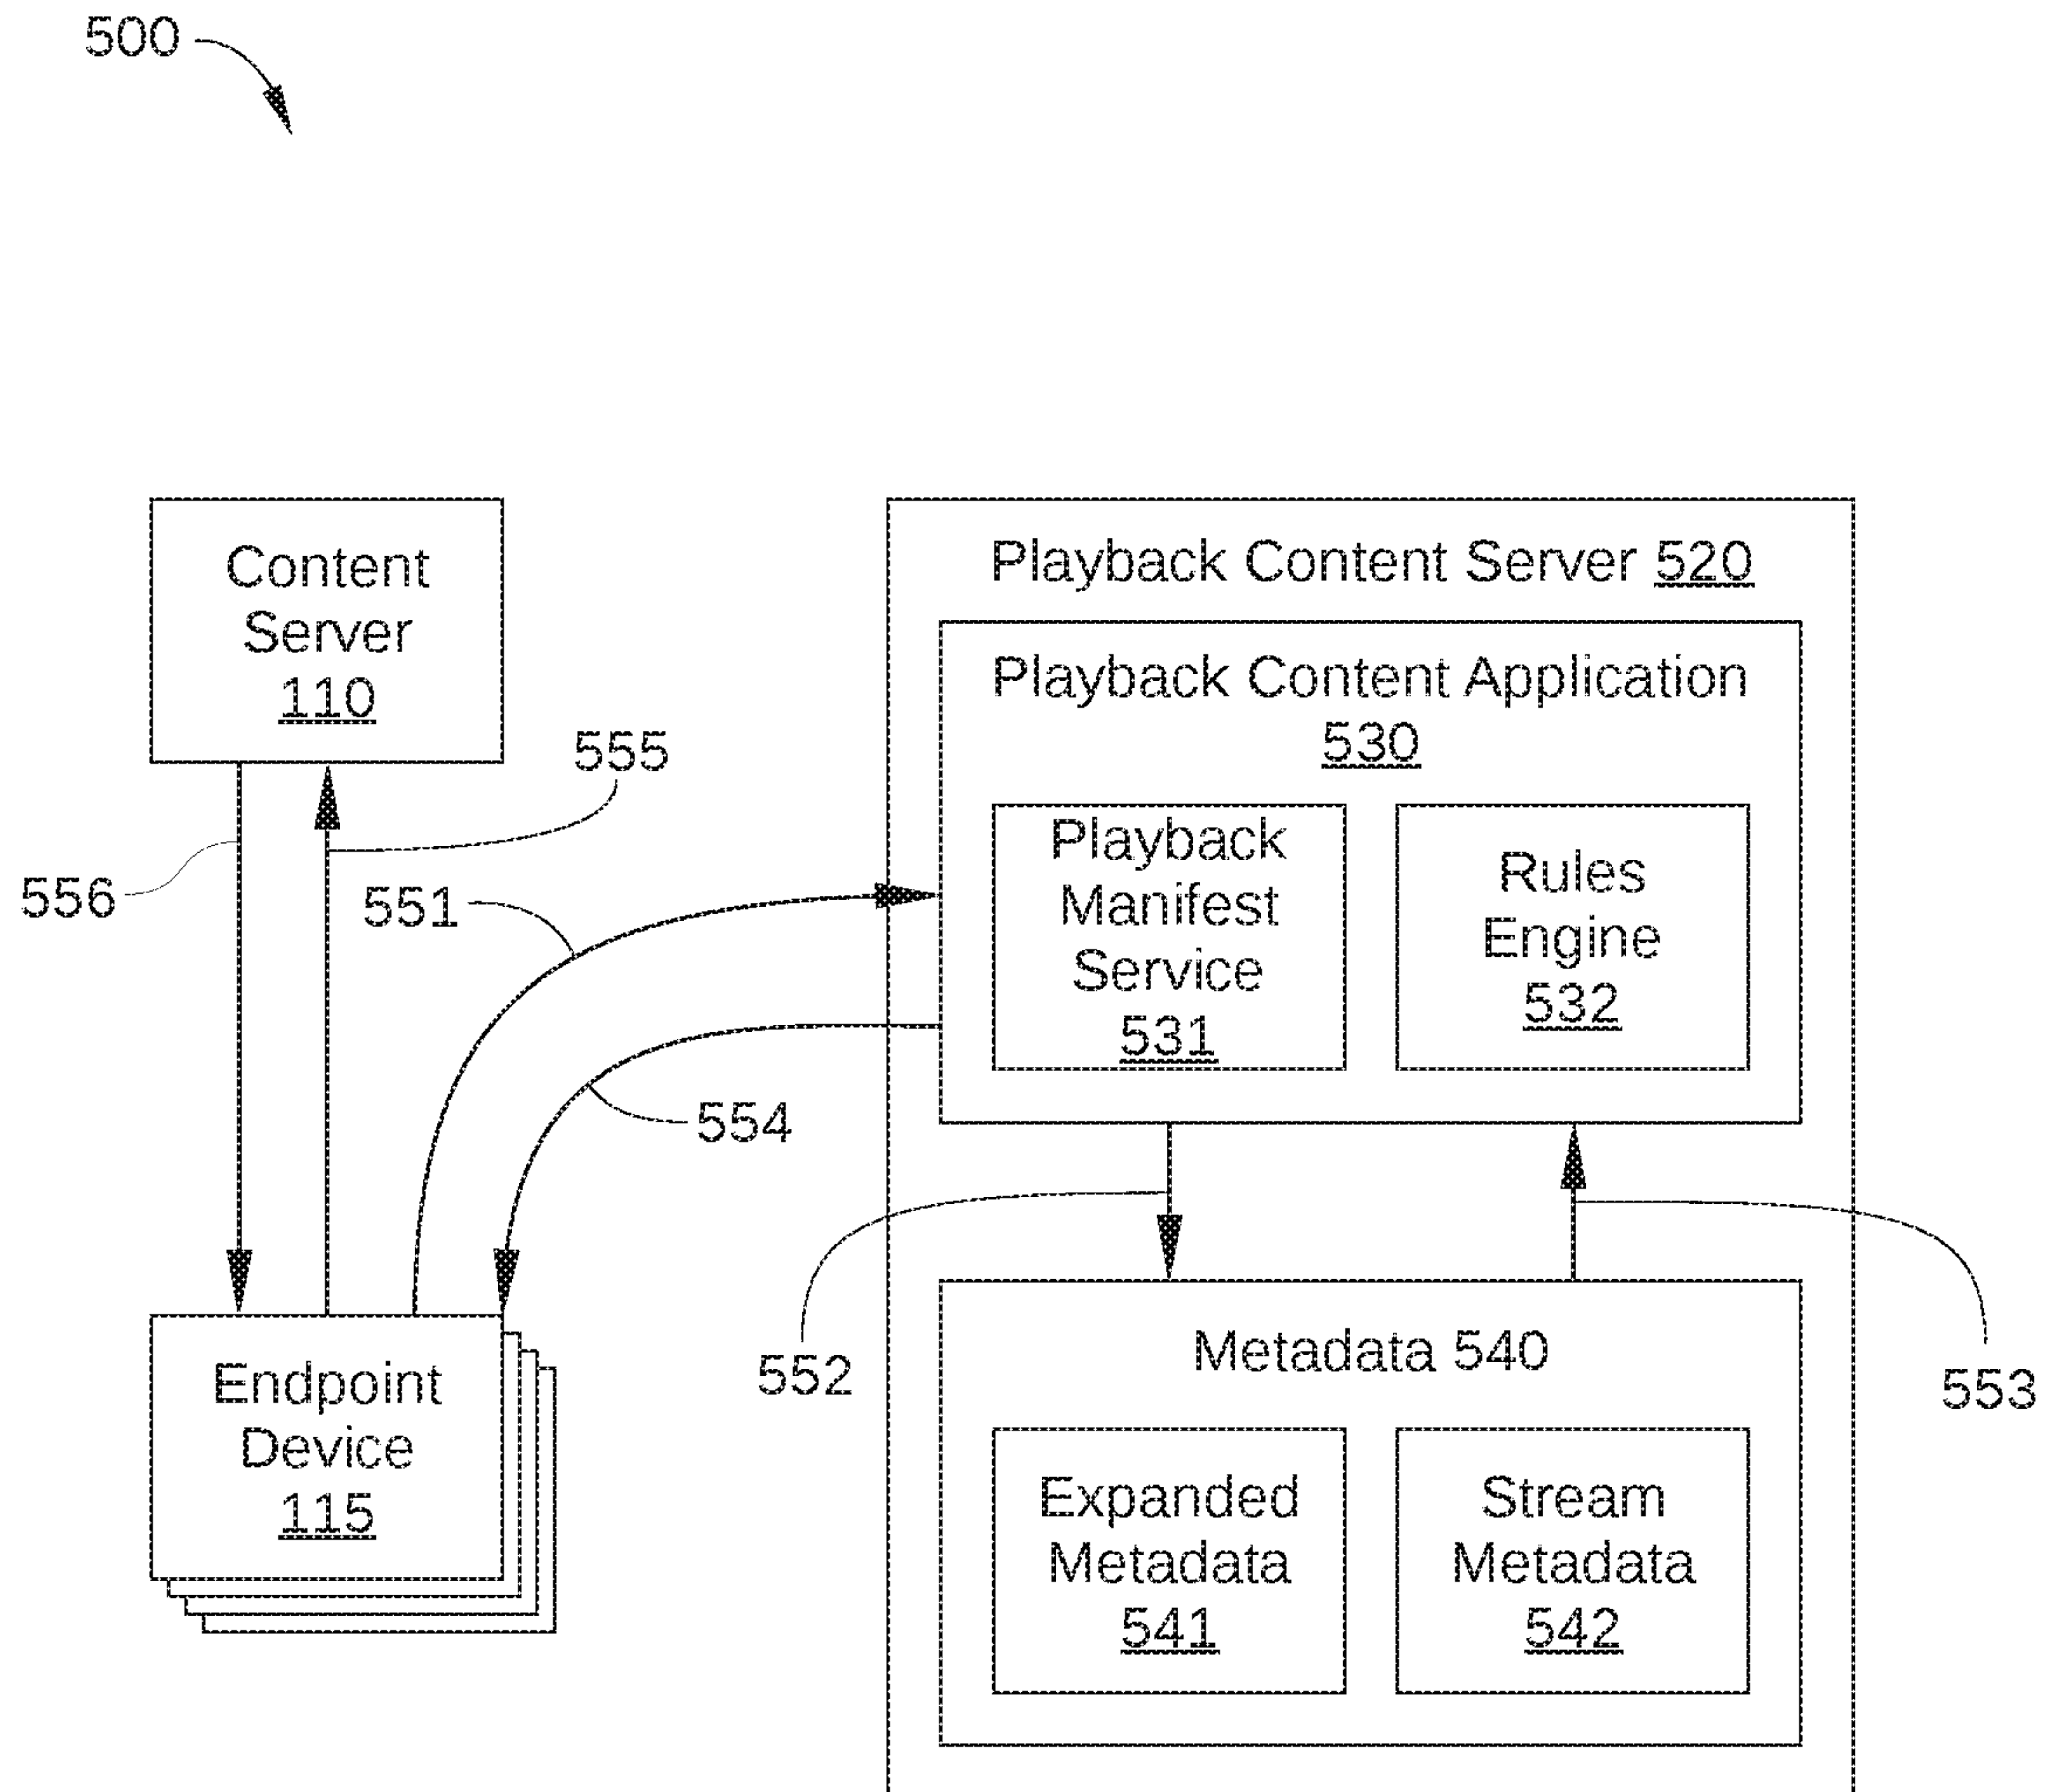 500
Content
Server
110
555
556
551
554
Endpoint
Device
115
Playback Content Server 520
Playback Content Application
530
Playback
Manifest
Service
531
Rules
Engine
532
552
553
Metadata 540
Expanded
Metadata
541
Stream
Metadata
542